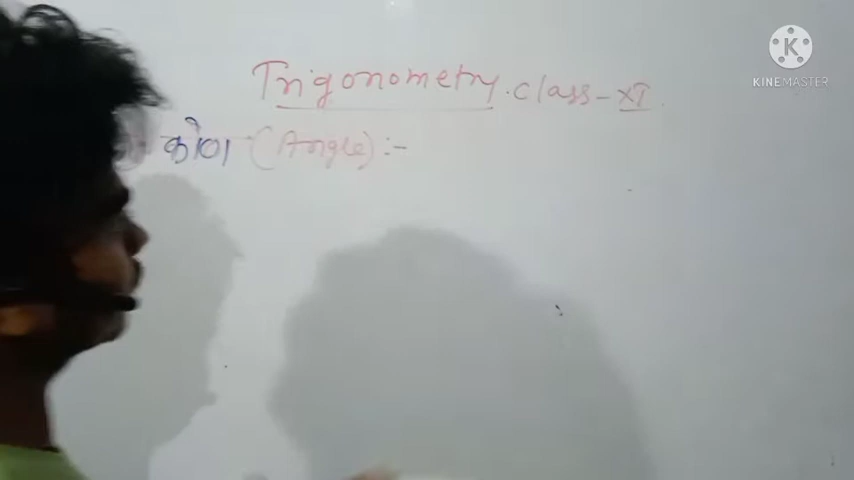 Trigonometry. Class - XI
कोण (Angle) :-
K
KINEMASTER